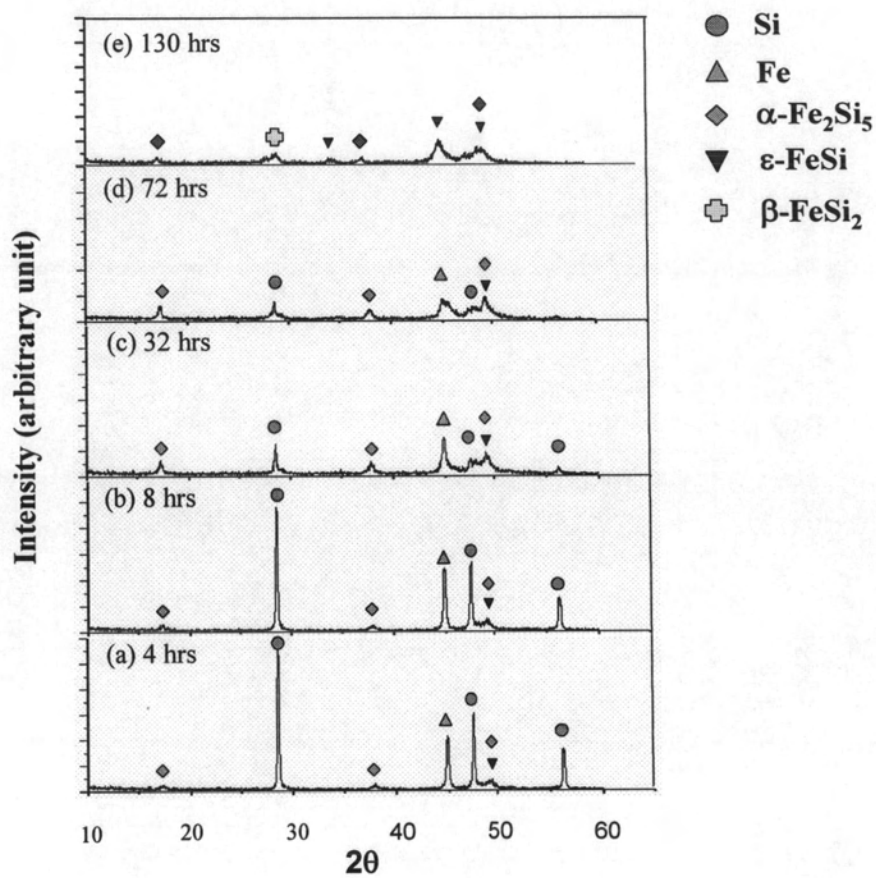 (e) 130 hrs
(d) 72 hrs
(c) 32 hrs
(b) 8 hrs
(a) 4 hrs
Intensity (arbitrary unit)
10 20 30 40 50 60
2θ
Si
Fe
α-Fe₂Si₅
ε-FeSi
β-FeSi₂